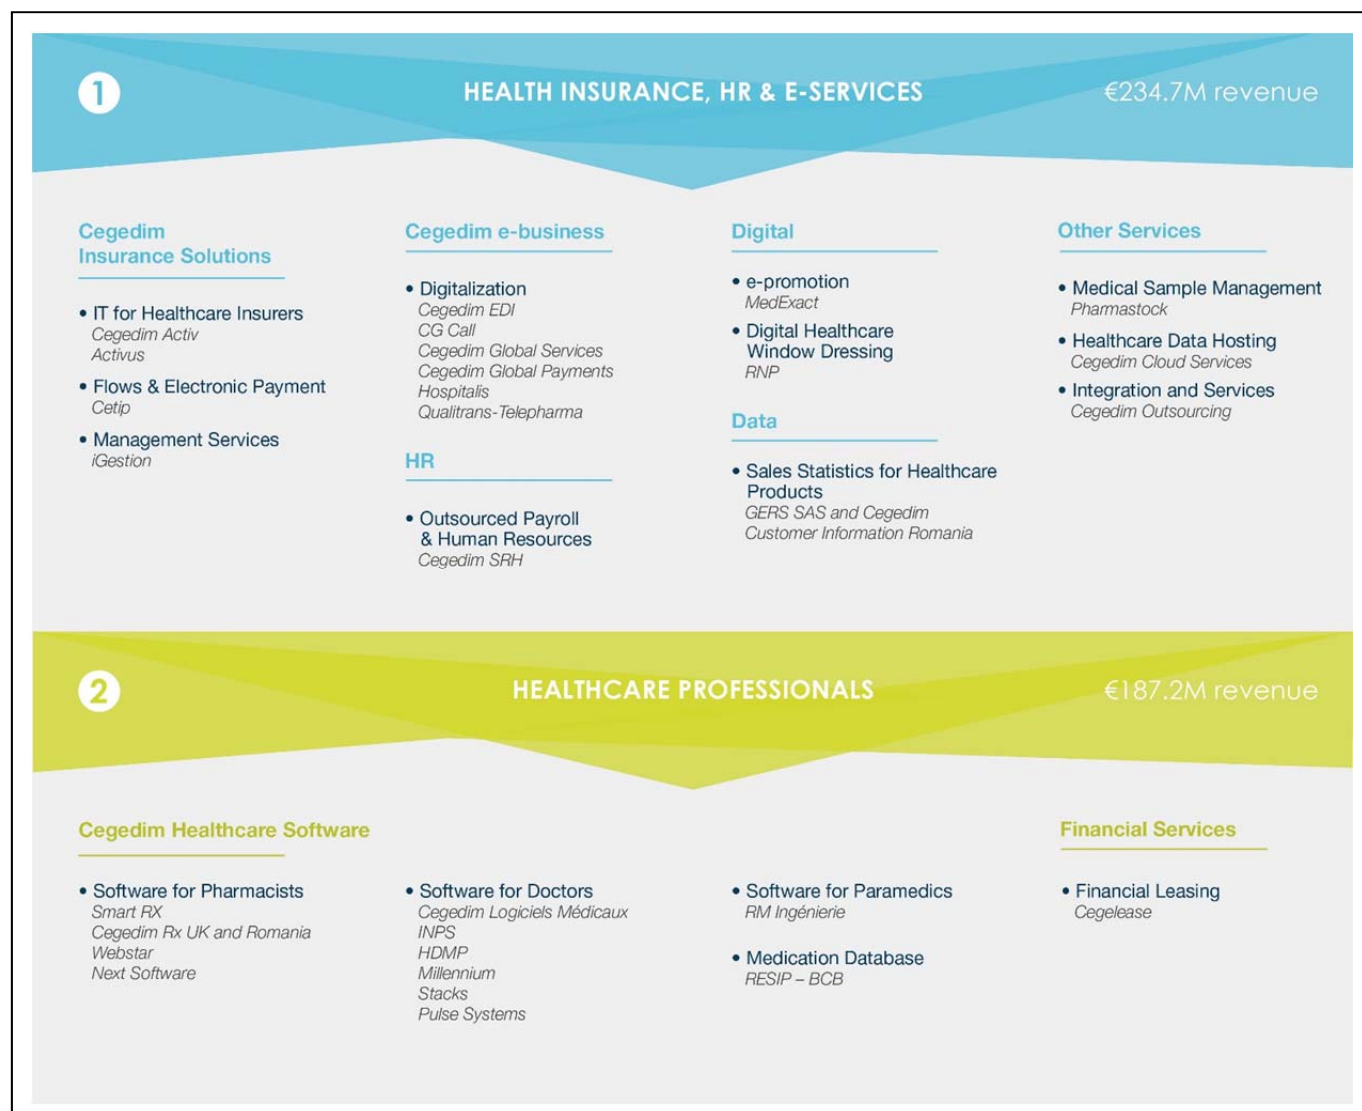 1
HEALTH INSURANCE, HR & E-SERVICES
€234.7M revenue
Cegedim
Insurance Solutions
• IT for Healthcare Insurers
Cegedim Activ
Activus
• Flows & Electronic Payment
Cetip
• Management Services
iGestion
Cegedim e-business
• Digitalization
Cegedim EDI
CG Call
Cegedim Global Services
Cegedim Global Payments
Hospitalis
Qualitrans-Telepharma
HR
• Outsourced Payroll
& Human Resources
Cegedim SRH
Digital
• e-promotion
MedExact
• Digital Healthcare
Window Dressing
RNP
Data
• Sales Statistics for Healthcare
Products
GERS SAS and Cegedim
Customer Information Romania
Other Services
• Medical Sample Management
Pharmastock
• Healthcare Data Hosting
Cegedim Cloud Services
• Integration and Services
Cegedim Outsourcing
2
HEALTHCARE PROFESSIONALS
€187.2M revenue
Cegedim Healthcare Software
• Software for Pharmacists
Smart RX
Cegedim Rx UK and Romania
Webstar
Next Software
• Software for Doctors
Cegedim Logiciels Médicaux
INPS
HDMP
Millennium
Stacks
Pulse Systems
• Software for Paramedics
RM Ingénierie
• Medication Database
RESIP – BCB
Financial Services
• Financial Leasing
Cegelease